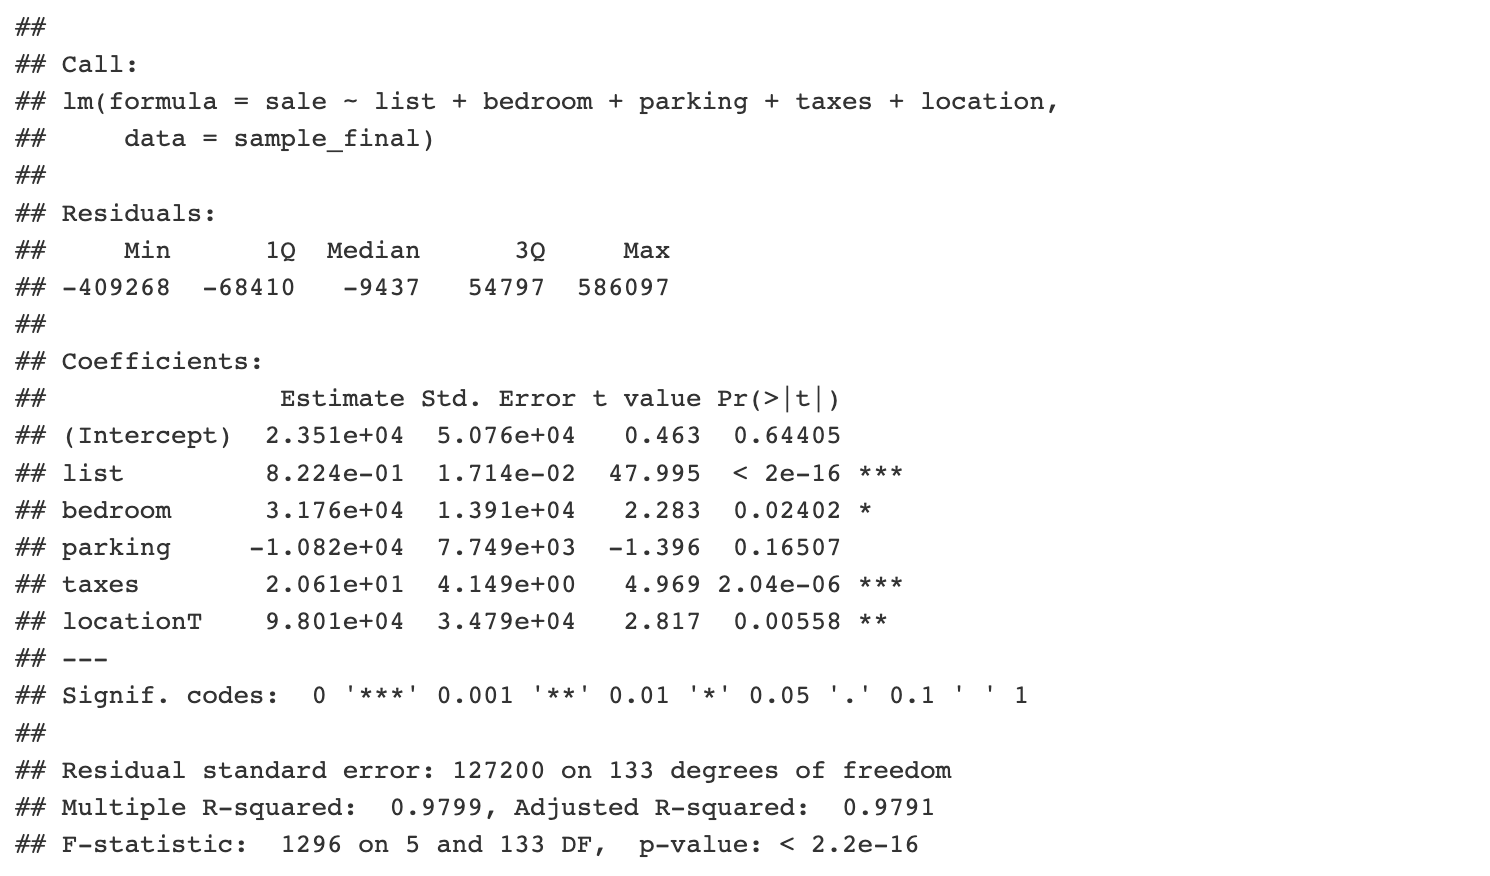 ##
## Call:
## lm(formula = sale ~ list + bedroom + parking + taxes + location,
##     data = sample_final)
##
## Residuals:
##     Min      1Q  Median      3Q     Max
## -409268  -68410   -9437   54797  586097
##
## Coefficients:
##               Estimate Std. Error t value Pr(>|t|)
## (Intercept)  2.351e+04  5.076e+04   0.463  0.64405
## list         8.224e-01  1.714e-02  47.995  < 2e-16 ***
## bedroom      3.176e+04  1.391e+04   2.283  0.02402 *
## parking     -1.082e+04  7.749e+03  -1.396  0.16507
## taxes        2.061e+01  4.149e+00   4.969 2.04e-06 ***
## locationT    9.801e+04  3.479e+04   2.817  0.00558 **
## ---
## Signif. codes:  0 '***' 0.001 '**' 0.01 '*' 0.05 '.' 0.1 ' ' 1
##
## Residual standard error: 127200 on 133 degrees of freedom
## Multiple R-squared:  0.9799, Adjusted R-squared:  0.9791
## F-statistic:  1296 on 5 and 133 DF,  p-value: < 2.2e-16